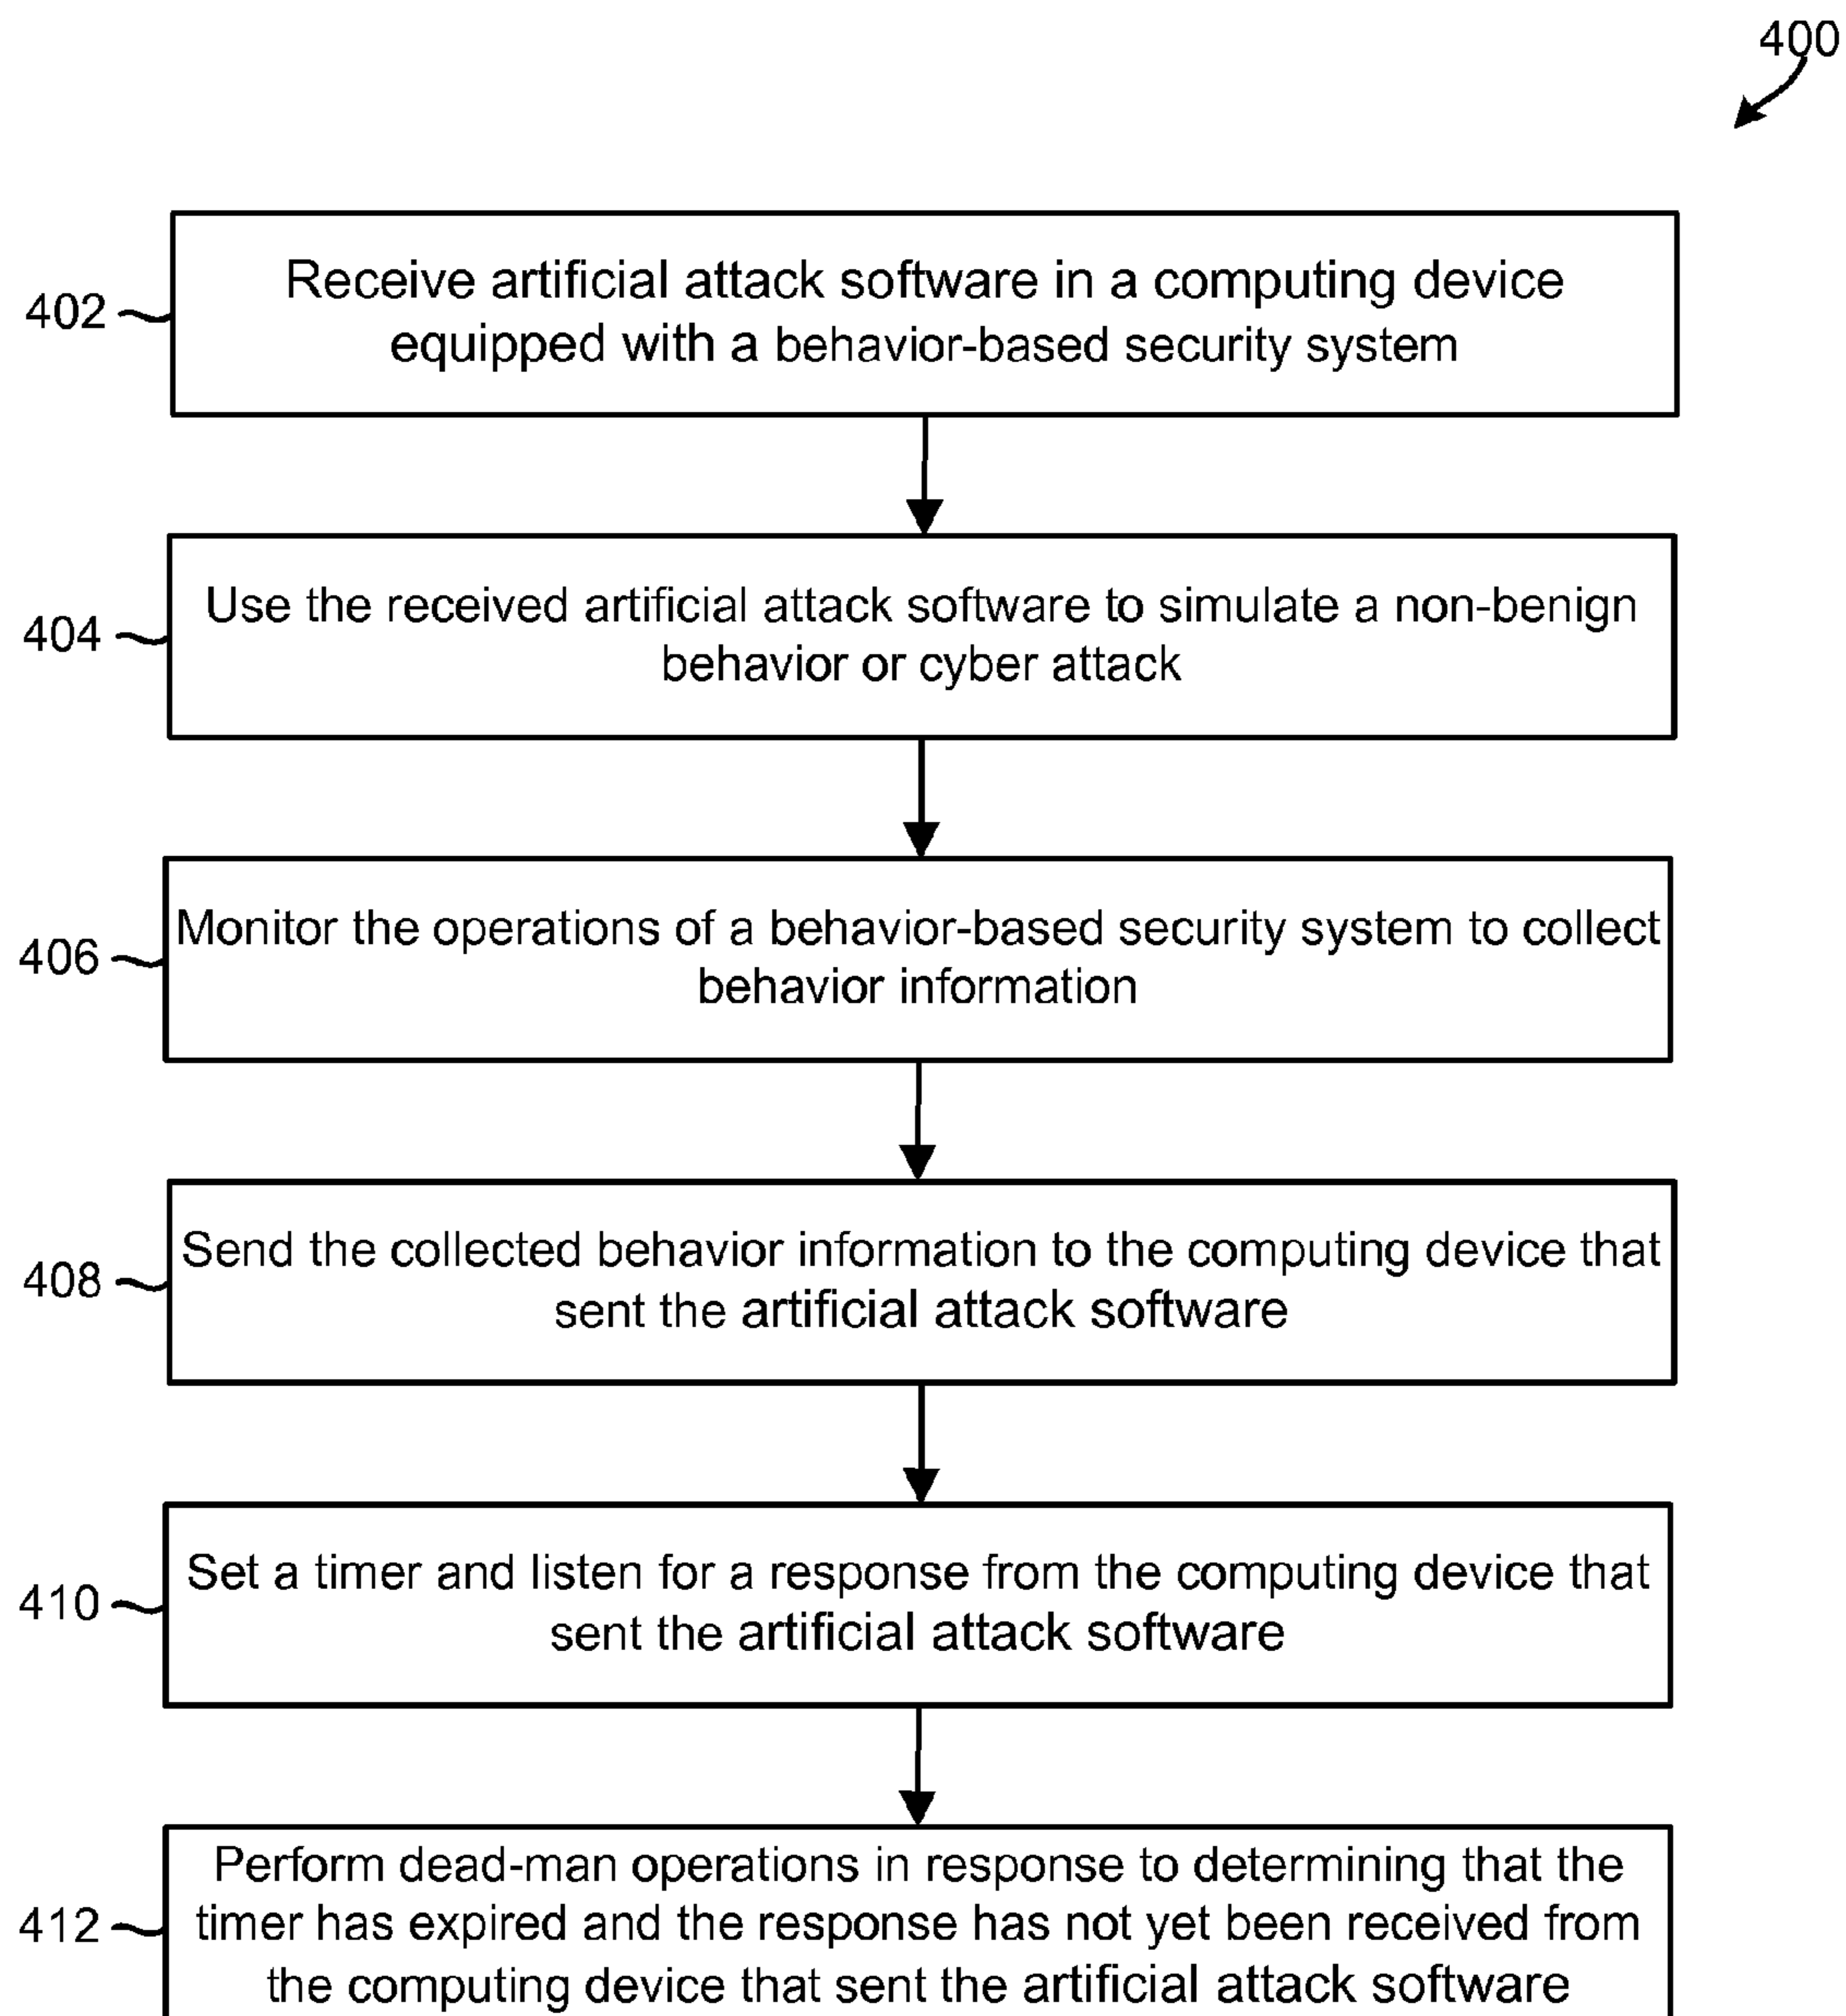 400
402
Receive artificial attack software in a computing device
equipped with a behavior-based security system
404
Use the received artificial attack software to simulate a non-benign
behavior or cyber attack
406
Monitor the operations of a behavior-based security system to collect
behavior information
408
Send the collected behavior information to the computing device that
sent the artificial attack software
410
Set a timer and listen for a response from the computing device that
sent the artificial attack software
412
Perform dead-man operations in response to determining that the
timer has expired and the response has not yet been received from
the computing device that sent the artificial attack software